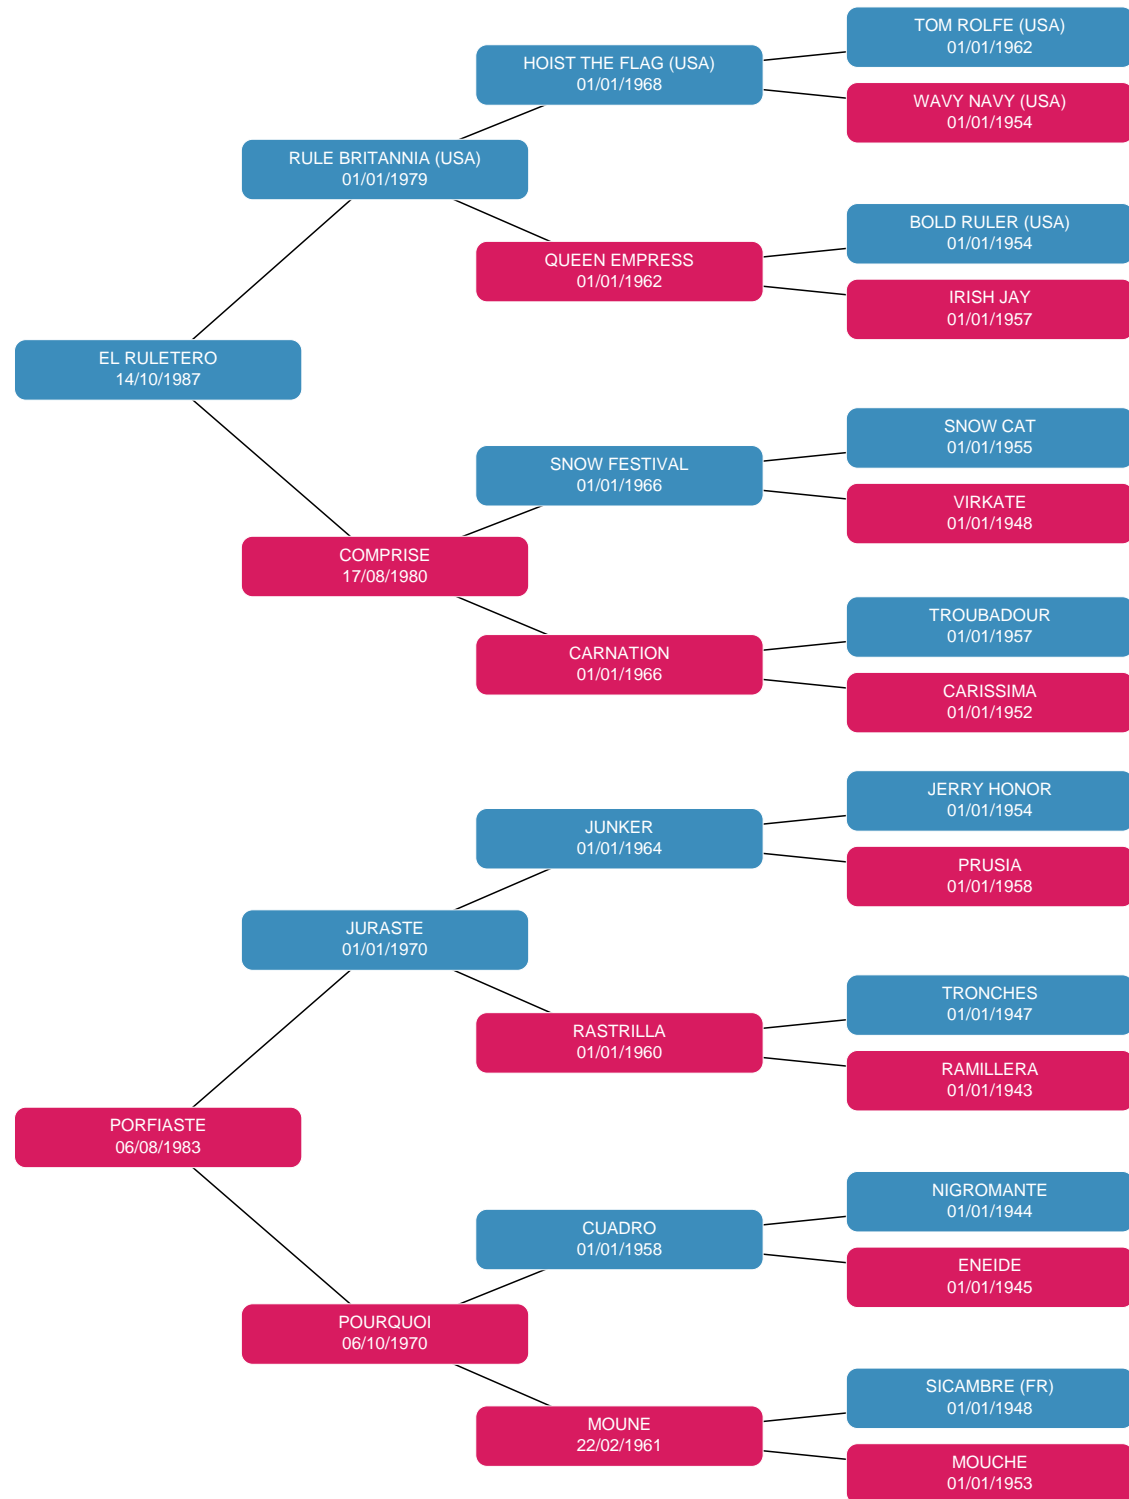 TOM ROLFE (USA)
01/01/1962
HOIST THE FLAG (USA)
01/01/1968
WAVY NAVY (USA)
01/01/1954
RULE BRITANNIA (USA)
01/01/1979
BOLD RULER (USA)
01/01/1954
QUEEN EMPRESS
01/01/1962
IRISH JAY
01/01/1957
EL RULETERO
14/10/1987
SNOW CAT
01/01/1955
SNOW FESTIVAL
01/01/1966
VIRKATE
01/01/1948
COMPRISE
17/08/1980
TROUBADOUR
01/01/1957
CARNATION
01/01/1966
CARISSIMA
01/01/1952
JERRY HONOR
01/01/1954
JUNKER
01/01/1964
PRUSIA
01/01/1958
JURASTE
01/01/1970
TRONCHES
01/01/1947
RASTRILLA
01/01/1960
RAMILLERA
01/01/1943
PORFIASTE
06/08/1983
NIGROMANTE
01/01/1944
CUADRO
01/01/1958
ENEIDE
01/01/1945
POURQUOI
06/10/1970
SICAMBRE (FR)
01/01/1948
MOUNE
22/02/1961
MOUCHE
01/01/1953